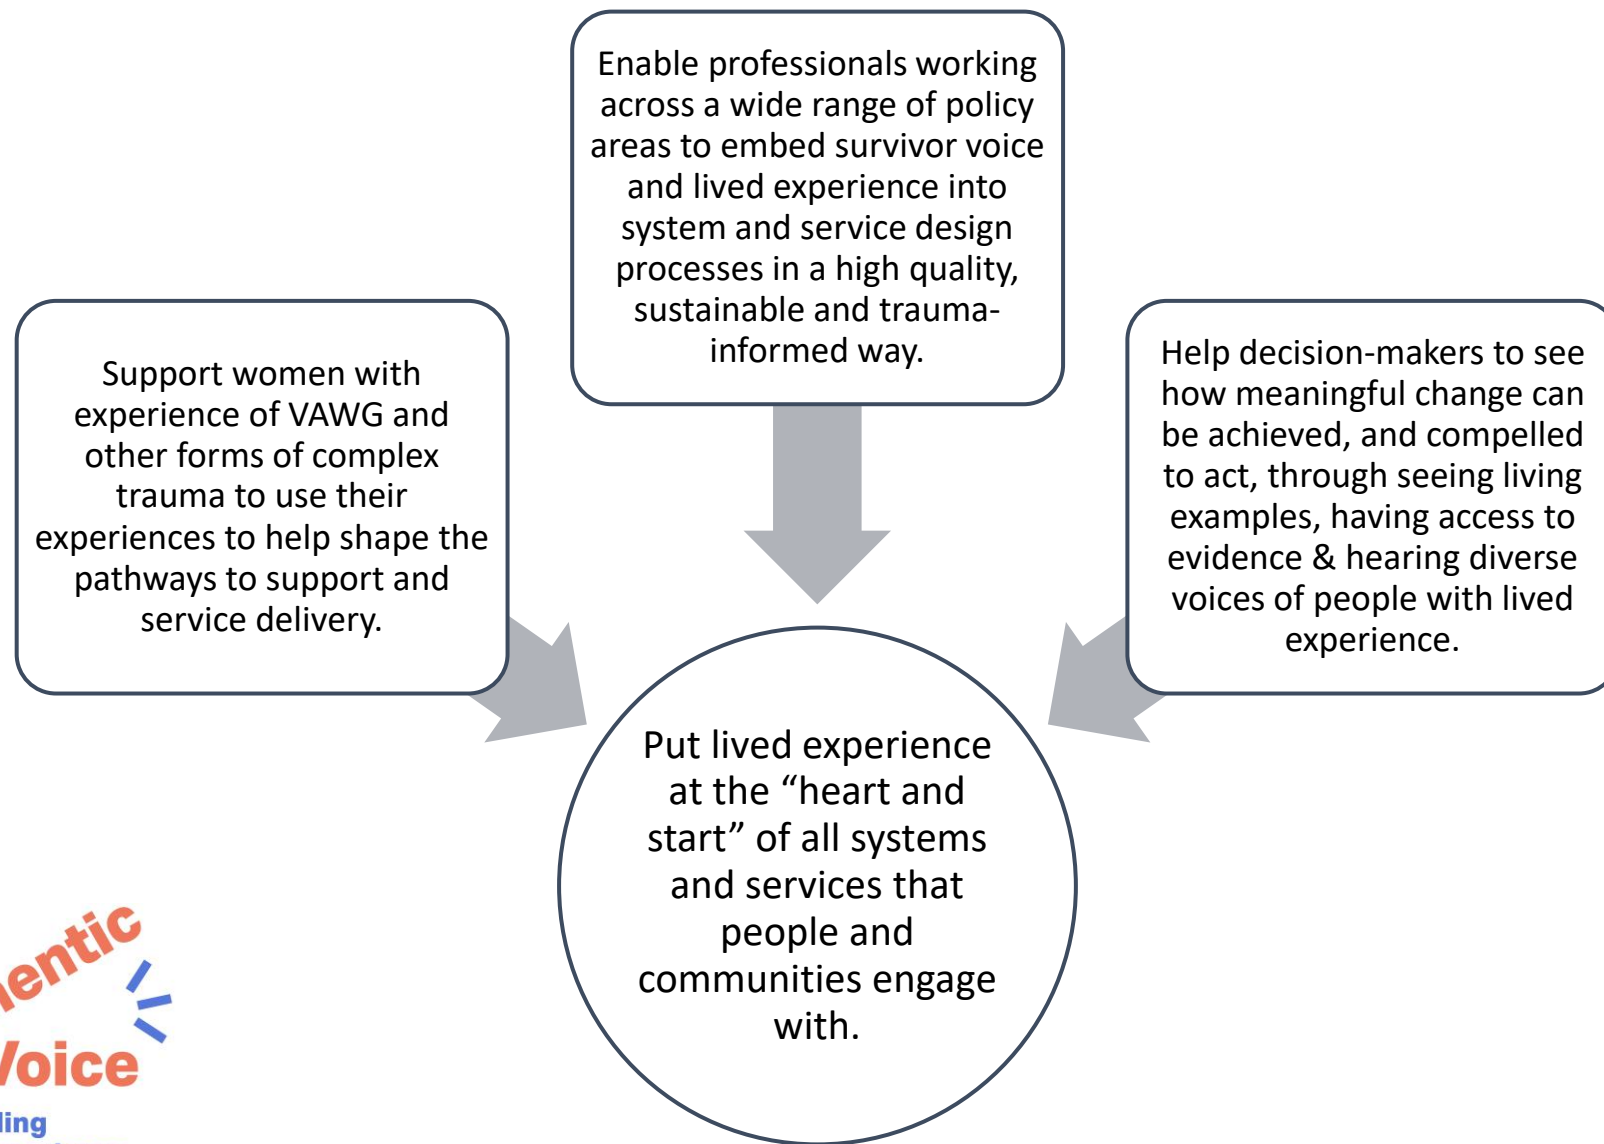 Enable professionals working
across a wide range of policy
areas to embed survivor voice
and lived experience into
system and service design
processes in a high quality,
sustainable and trauma-
informed way.
Support women with
experience of VAWG and
other forms of complex
trauma to use their
experiences to help shape the
pathways to support and
service delivery.
Help decision-makers to see
how meaningful change can
be achieved, and compelled
to act, through seeing living
examples, having access to
evidence & hearing diverse
voices of people with lived
experience.
Put lived experience
at the “heart and
start” of all systems
and services that
people and
communities engage
with.
hentic
Voice
ding